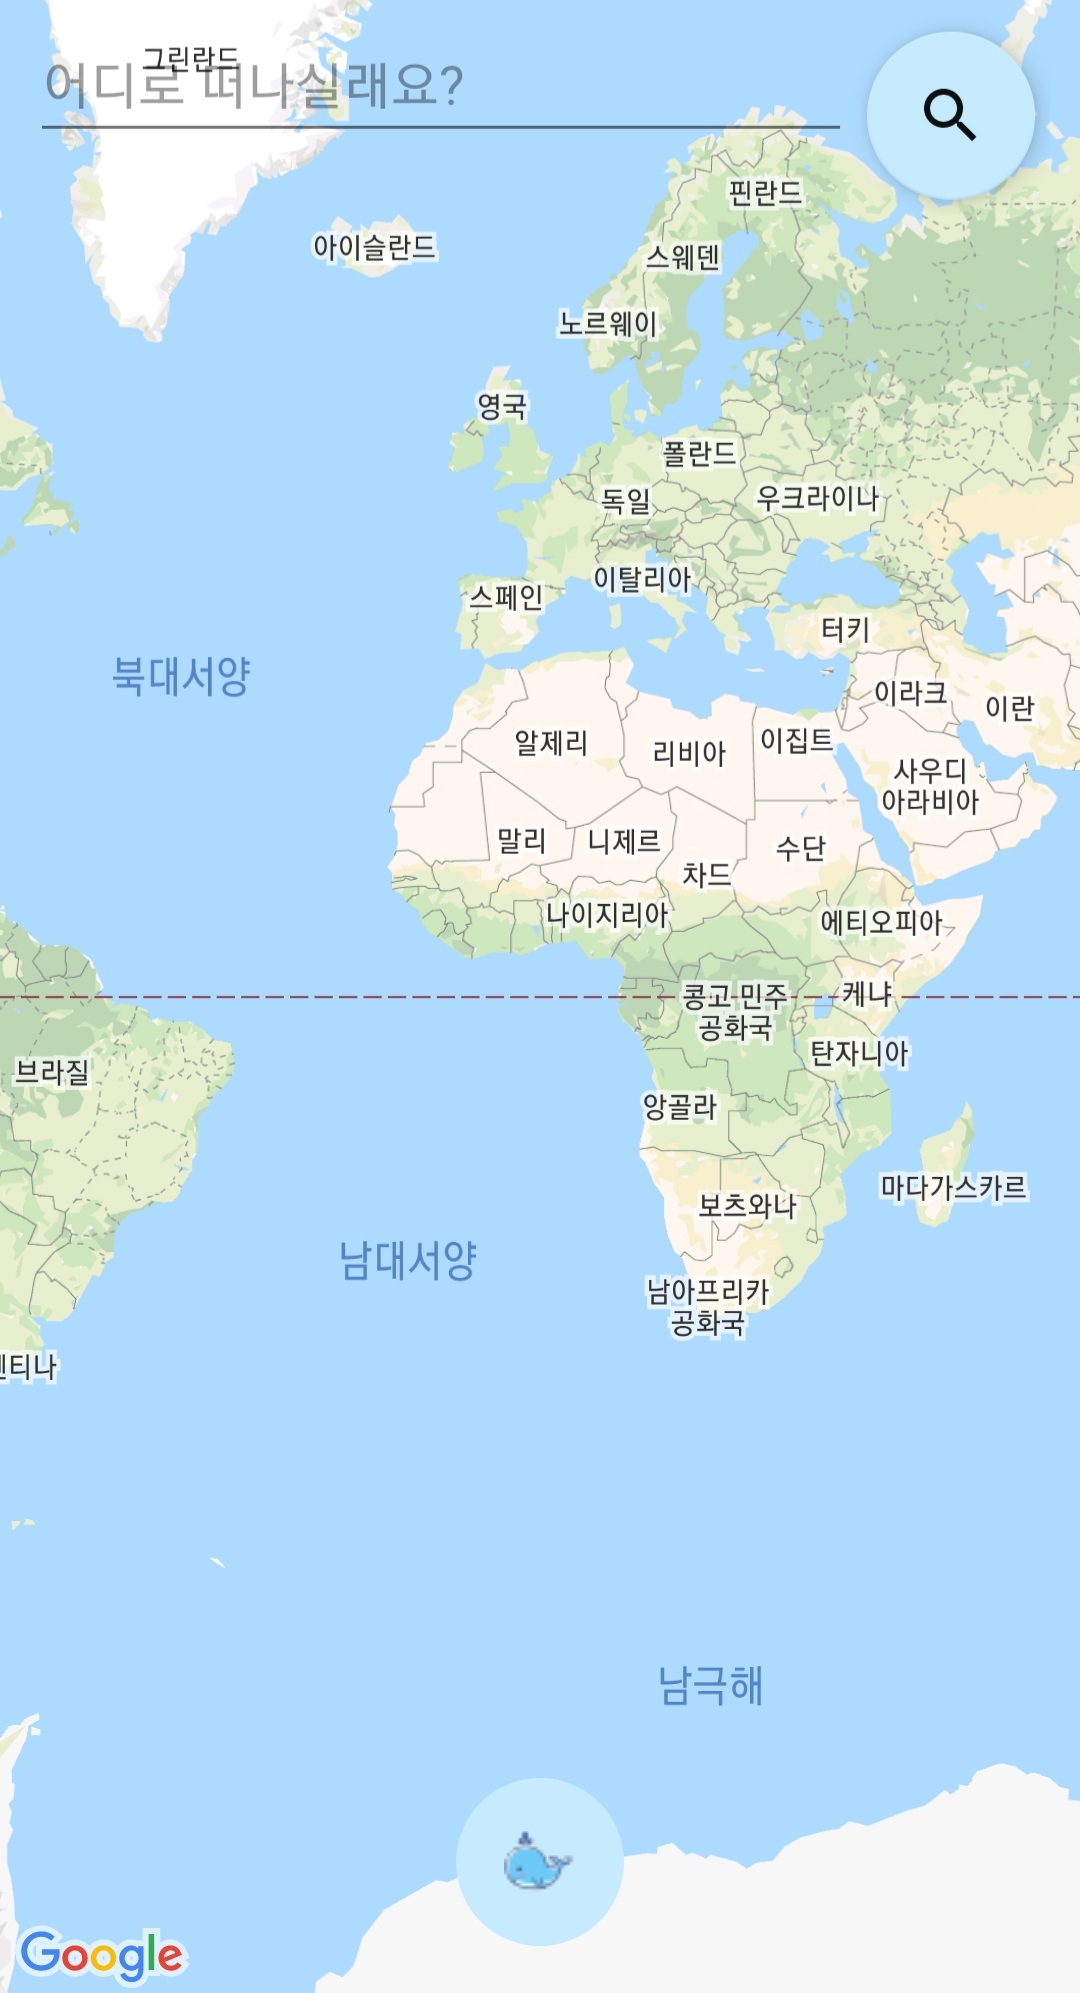 그린란드
어디로 떠나실래요?
핀란드
아이슬란드
스웨덴
노르웨이
영국
폴란드
독일
우크라이나
이탈리아
스페인
터키
북대서양
이라크
이란
알제리
리비아
이집트
사우디
아라비아
말리
니제르
수단
차드
나이지리아
에티오피아
콩고 민주
공화국
케냐
탄자니아
브라질
앙골라
마다가스카르
보츠와나
남대서양
남아프리카
공화국
티나
남극해
Google